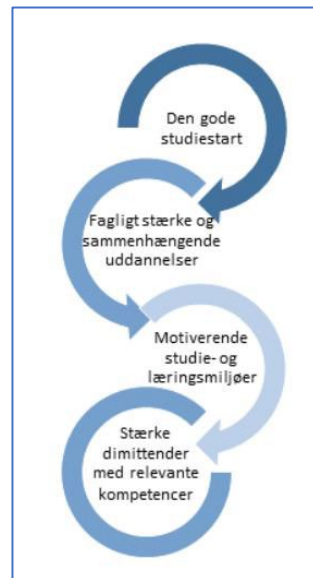 Den gode
studiestart
Fagligt stærke og
sammenhængende
uddannelser
Motiverende
studie- og
læringsmiljøer
Stærke
dimittender
med relevante
kompetencer